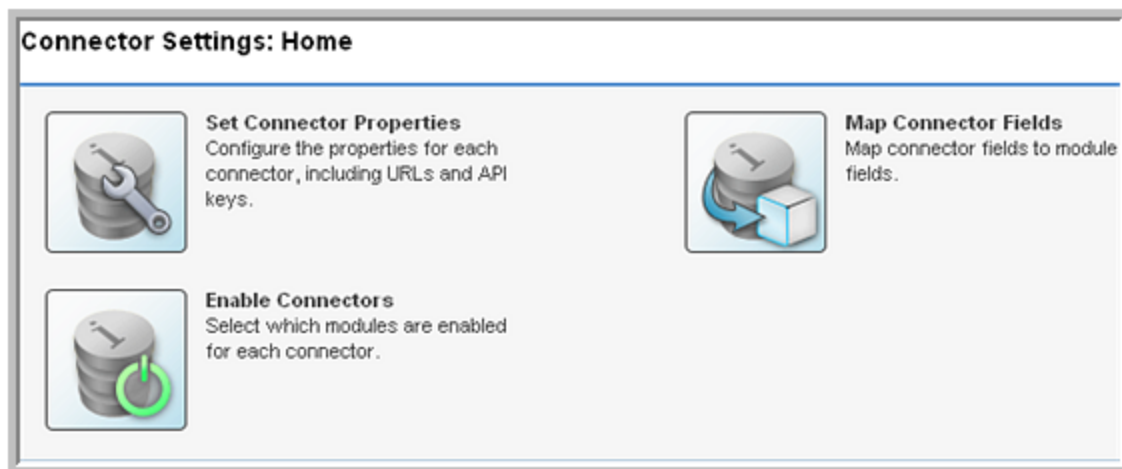 Connector Settings: Home
Set Connector Properties
Configure the properties for each
connector, including URLs and API
keys.
Map Connector Fields
Map connector fields to module
fields.
Enable Connectors
Select which modules are enabled
for each connector.